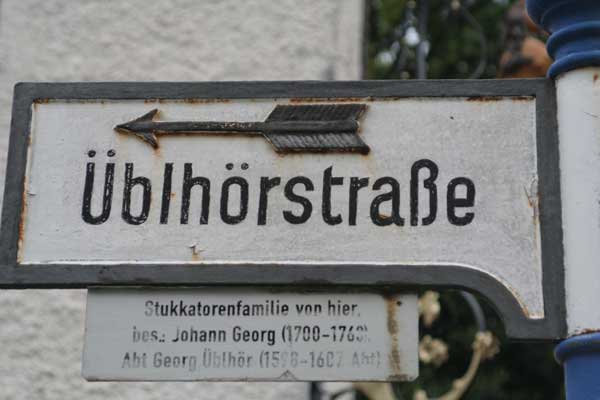 Üblhörstraße
Stukkatorenfamilie von hier,
bes.: Johann Georg (1700-1763),
Abt Georg Üblhör (1598-1607 Abt)